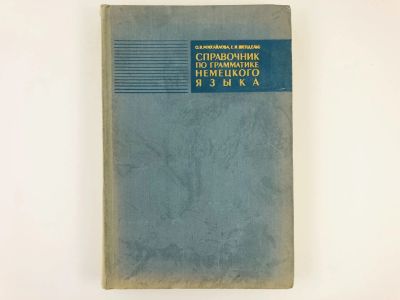 О.Э.МИХАЙЛОВА, Е.И.ШЕНДЕЛЬС
СПРАВОЧНИК
ПО ГРАММАТИКЕ
НЕМЕЦКОГО
ЯЗЫКА